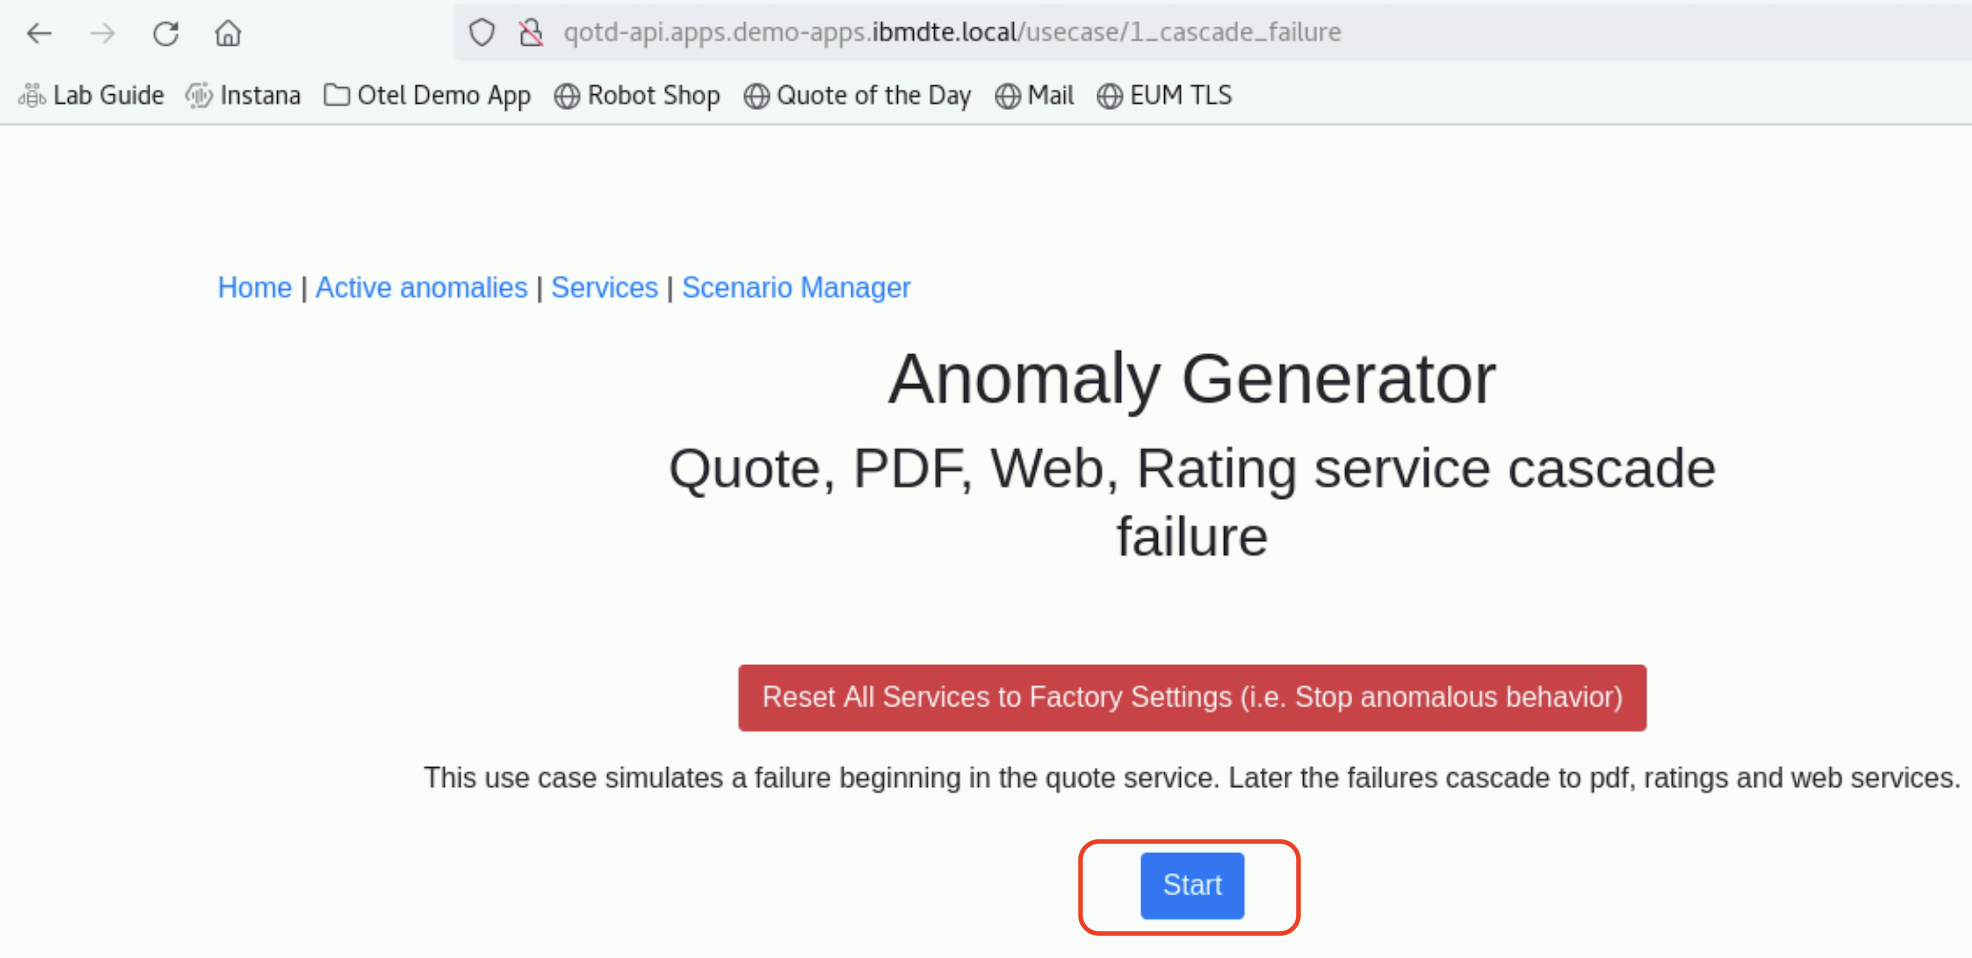 qotd-api.apps.demo-apps.ibmdte.local/usecase/1_cascade_failure
Lab Guide Instana Otel Demo App Robot Shop Quote of the Day Mail EUM TLS
Home | Active anomalies | Services | Scenario Manager
Anomaly Generator
Quote, PDF, Web, Rating service cascade
failure
Reset All Services to Factory Settings (i.e. Stop anomalous behavior)
This use case simulates a failure beginning in the quote service. Later the failures cascade to pdf, ratings and web services.
Start